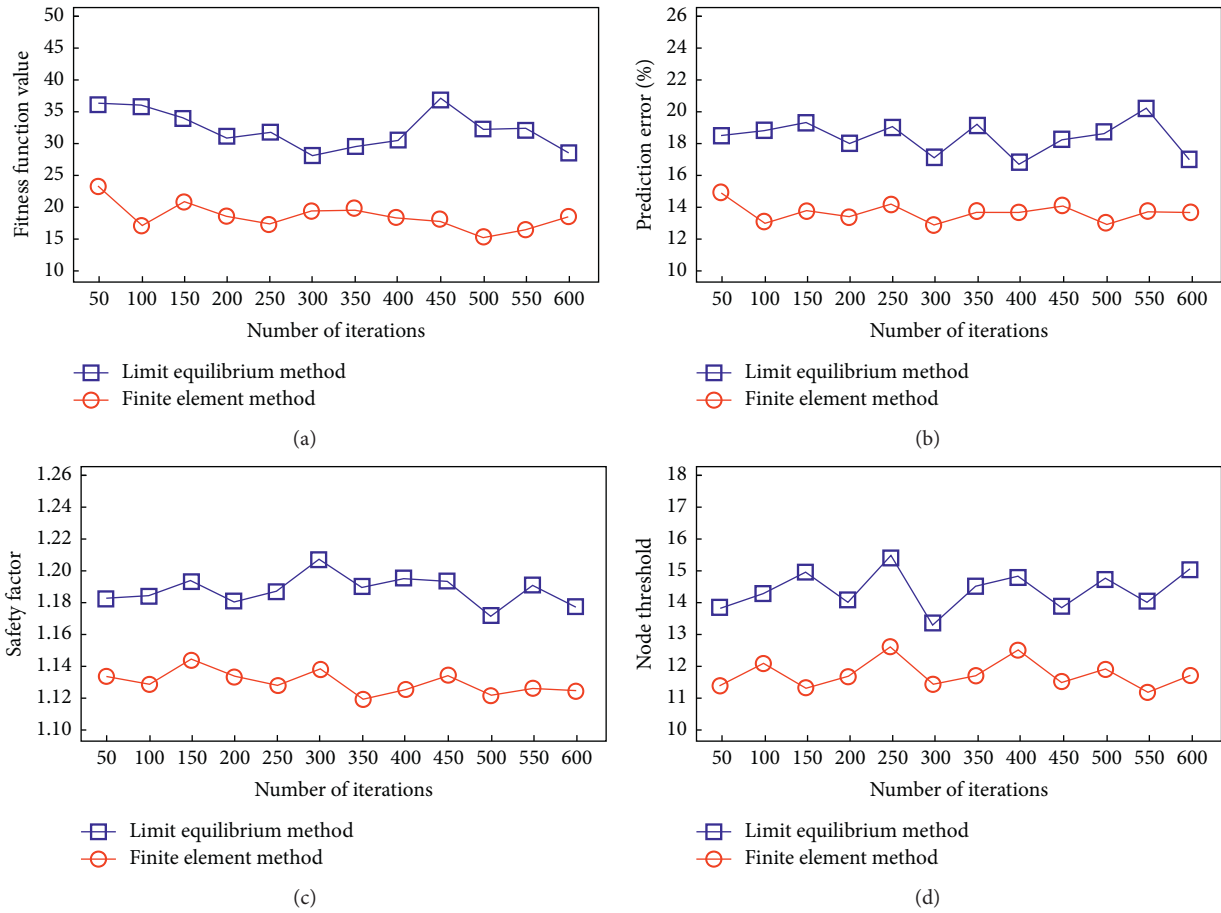 50
45
40
35
30
25
20
15
10
Fitness function value
50 100 150 200 250 300 350 400 450 500 550 600
Number of iterations
Limit equilibrium method
Finite element method
(a)
26
24
22
20
18
16
14
12
10
Prediction error (%)
50 100 150 200 250 300 350 400 450 500 550 600
Number of iterations
Limit equilibrium method
Finite element method
(b)
1.26
1.24
1.22
1.20
1.18
1.16
1.14
1.12
1.10
Safety factor
50 100 150 200 250 300 350 400 450 500 550 600
Number of iterations
Limit equilibrium method
Finite element method
(c)
18
17
16
15
14
13
12
11
10
Node threshold
50 100 150 200 250 300 350 400 450 500 550 600
Number of iterations
Limit equilibrium method
Finite element method
(d)